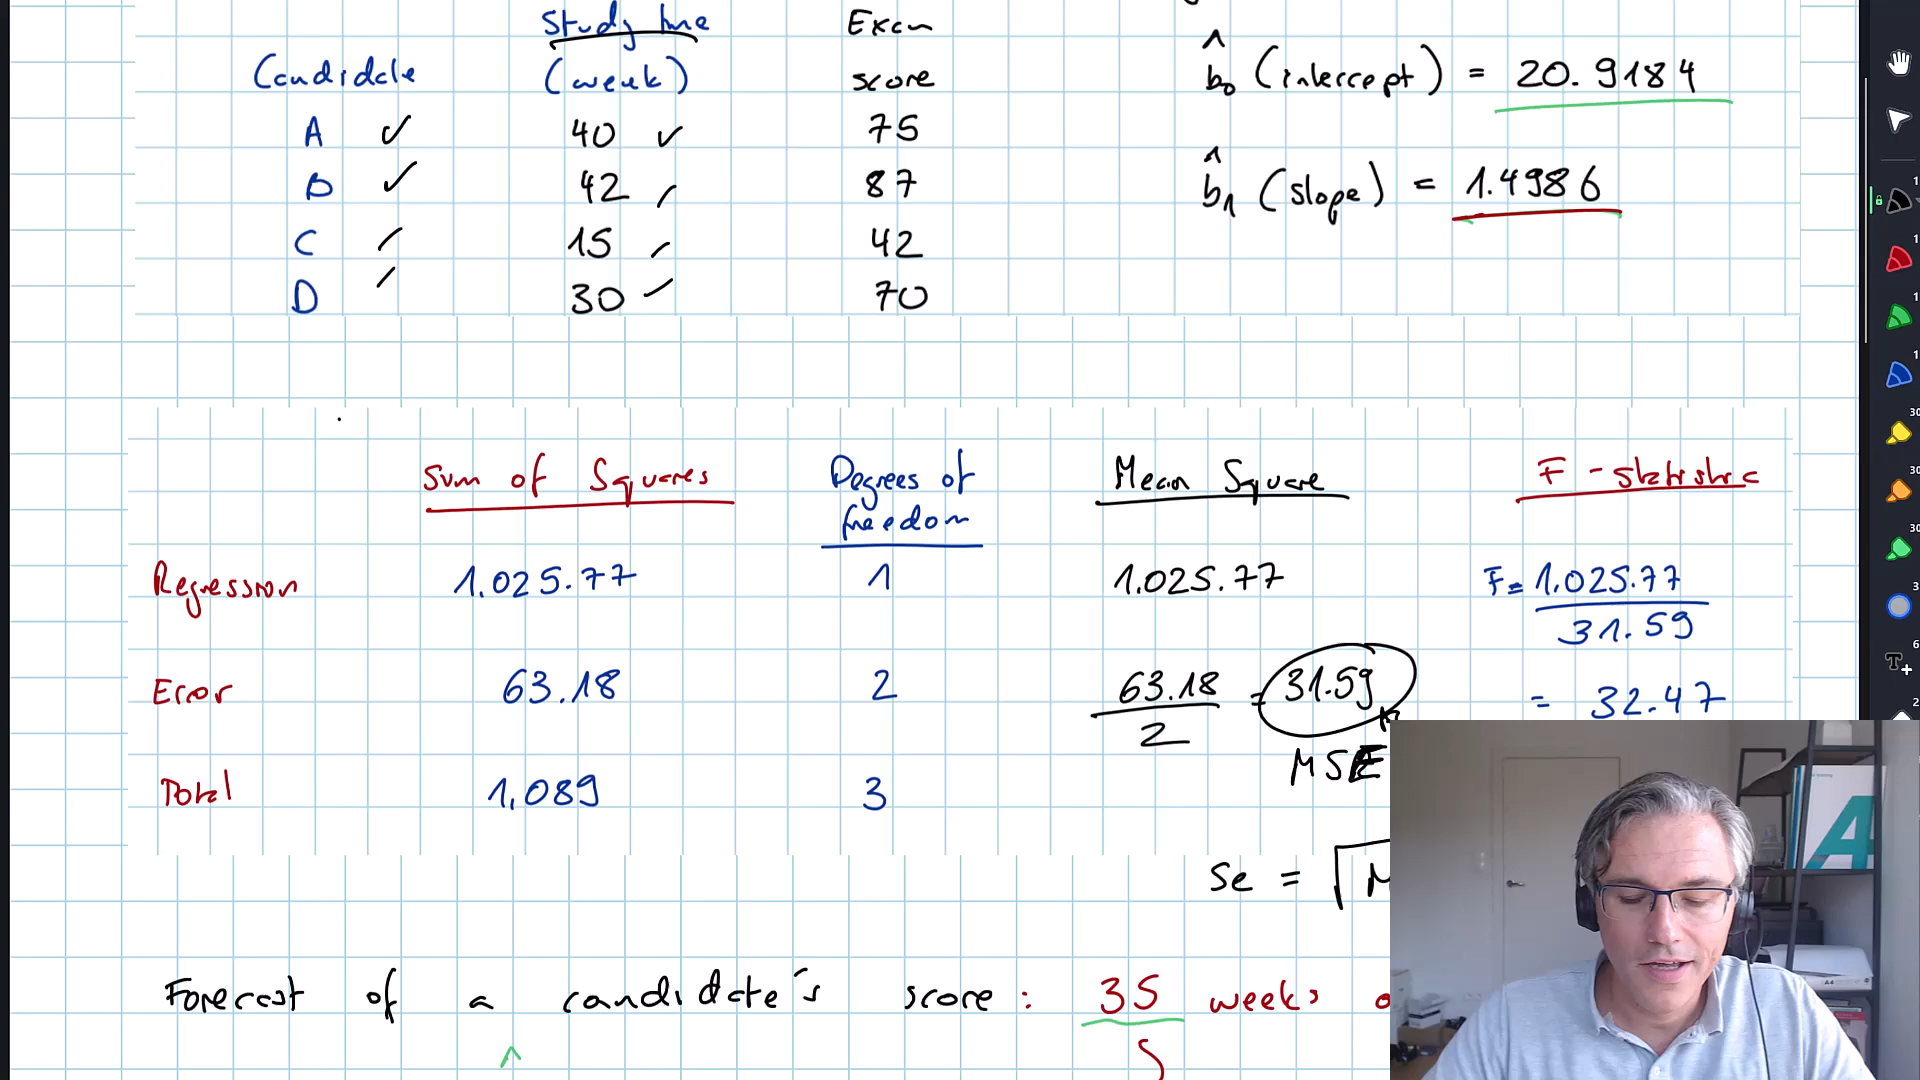 Study time Exam
Candidate (week) score
A ✓ 40 ✓ 75
B ✓ 42 ✓ 87
C ✓ 15 ✓ 42
D ✓ 30 ✓ 70
b̂₀ (intercept) = 20.9184
b̂₁ (slope) = 1.4986
Sum of Squares Degrees of freedom Mean Square F-statistic
Regression 1.025.77 1 1.025.77 F = 1.025.77 / 31.59
Error 63.18 2 63.18 / 2 = 31.59 = 32.47
MSE
Total 1,089 3
Se = √M
Forecast of a candidate's score: 35 weeks